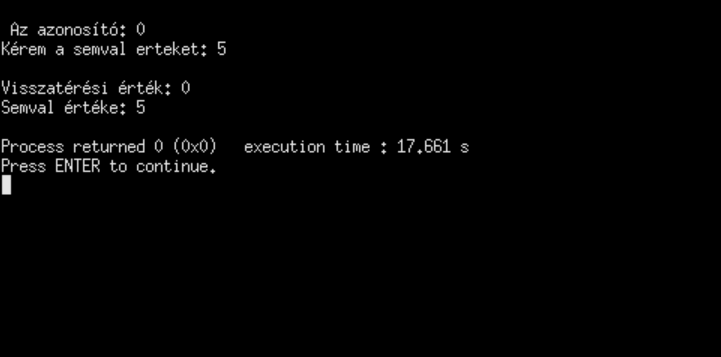 Az azonosító: 0
Kérem a semval erteket: 5
Visszatérési érték: 0
Semval értéke: 5
Process returned 0 (0x0)   execution time : 17.661 s
Press ENTER to continue.